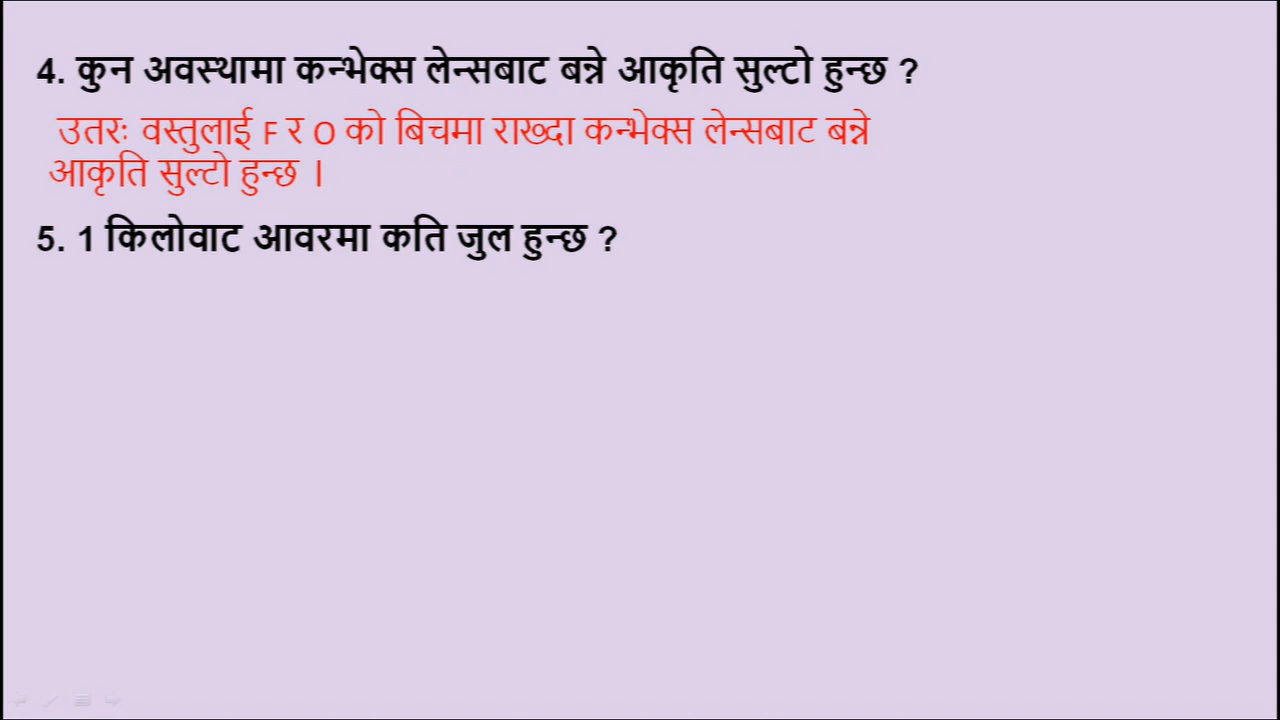 4. कुन अवस्थामा कन्भेक्स लेन्सबाट बन्ने आकृति सुल्टो हुन्छ ?
उतरः वस्तुलाई F र O को बिचमा राख्दा कन्भेक्स लेन्सबाट बन्ने
आकृति सुल्टो हुन्छ ।
5. 1 किलोवाट आवरमा कति जुल हुन्छ ?